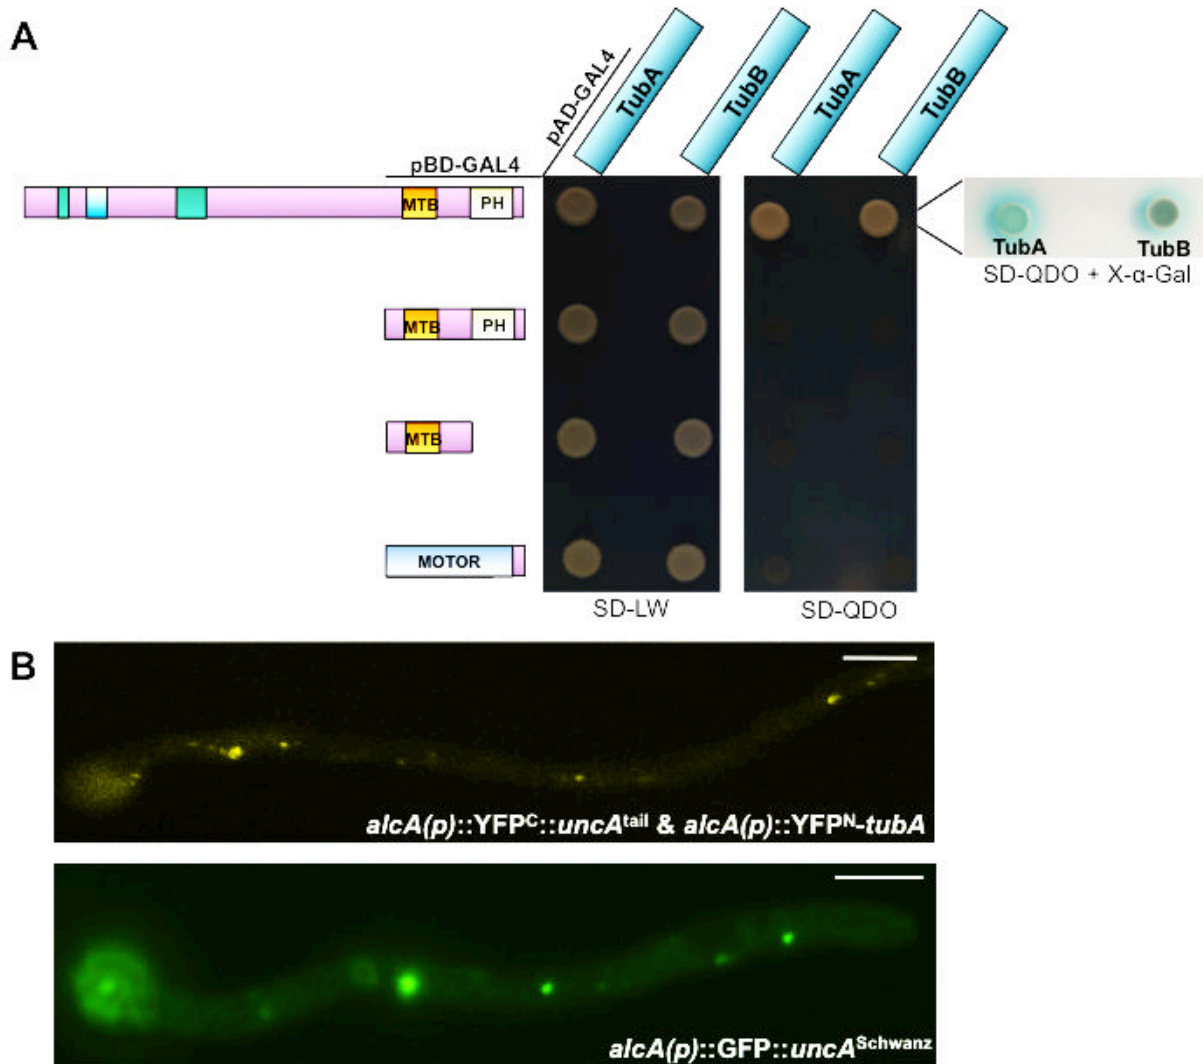 A
pAD-GAL4
TubA
TubB
TubA
TubB
pBD-GAL4
MTB
PH
TubA
TubB
SD-QDO + X-α-Gal
MTB
PH
MTB
MOTOR
SD-LW
SD-QDO
B
alcA(p)::YFPᶜ::uncAᵗᵃⁱˡ & alcA(p)::YFPᴺ-tubA
alcA(p)::GFP::uncASchwanz